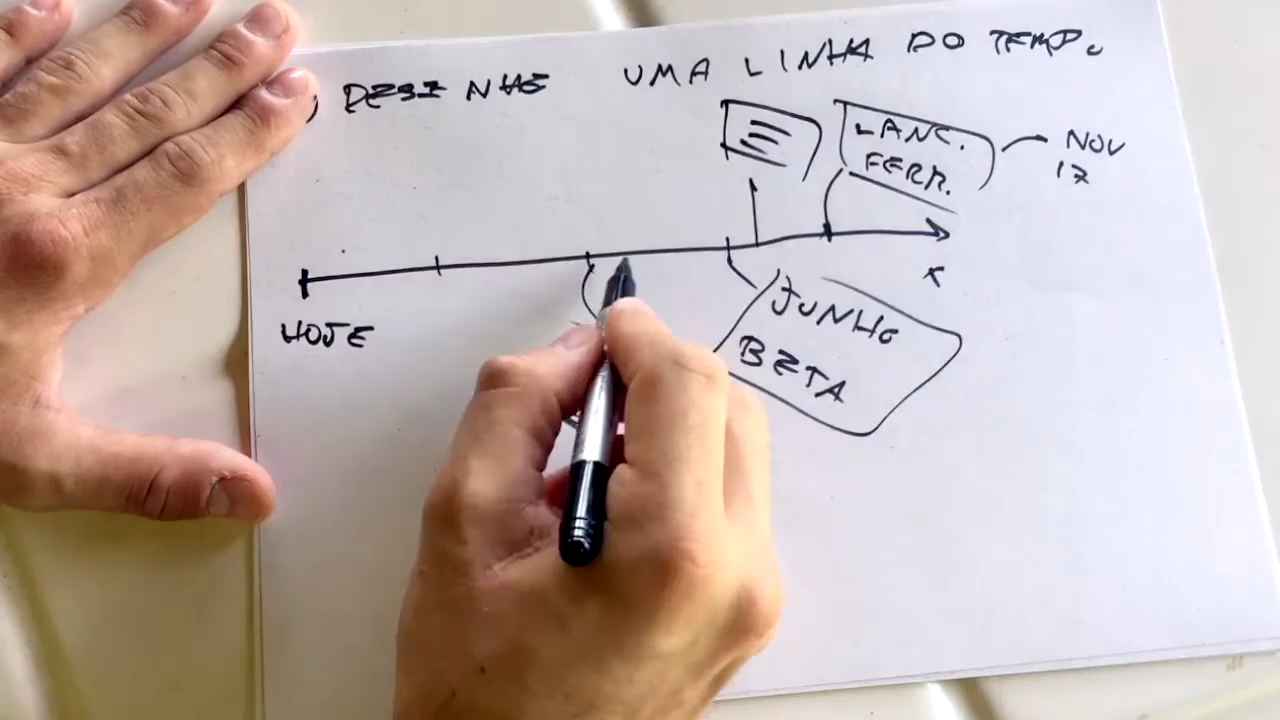 ) DESENHE UMA LINHA DO TEMPO
LANC.
FERR.
NOV
17
HOJE
JUNHO
BETA